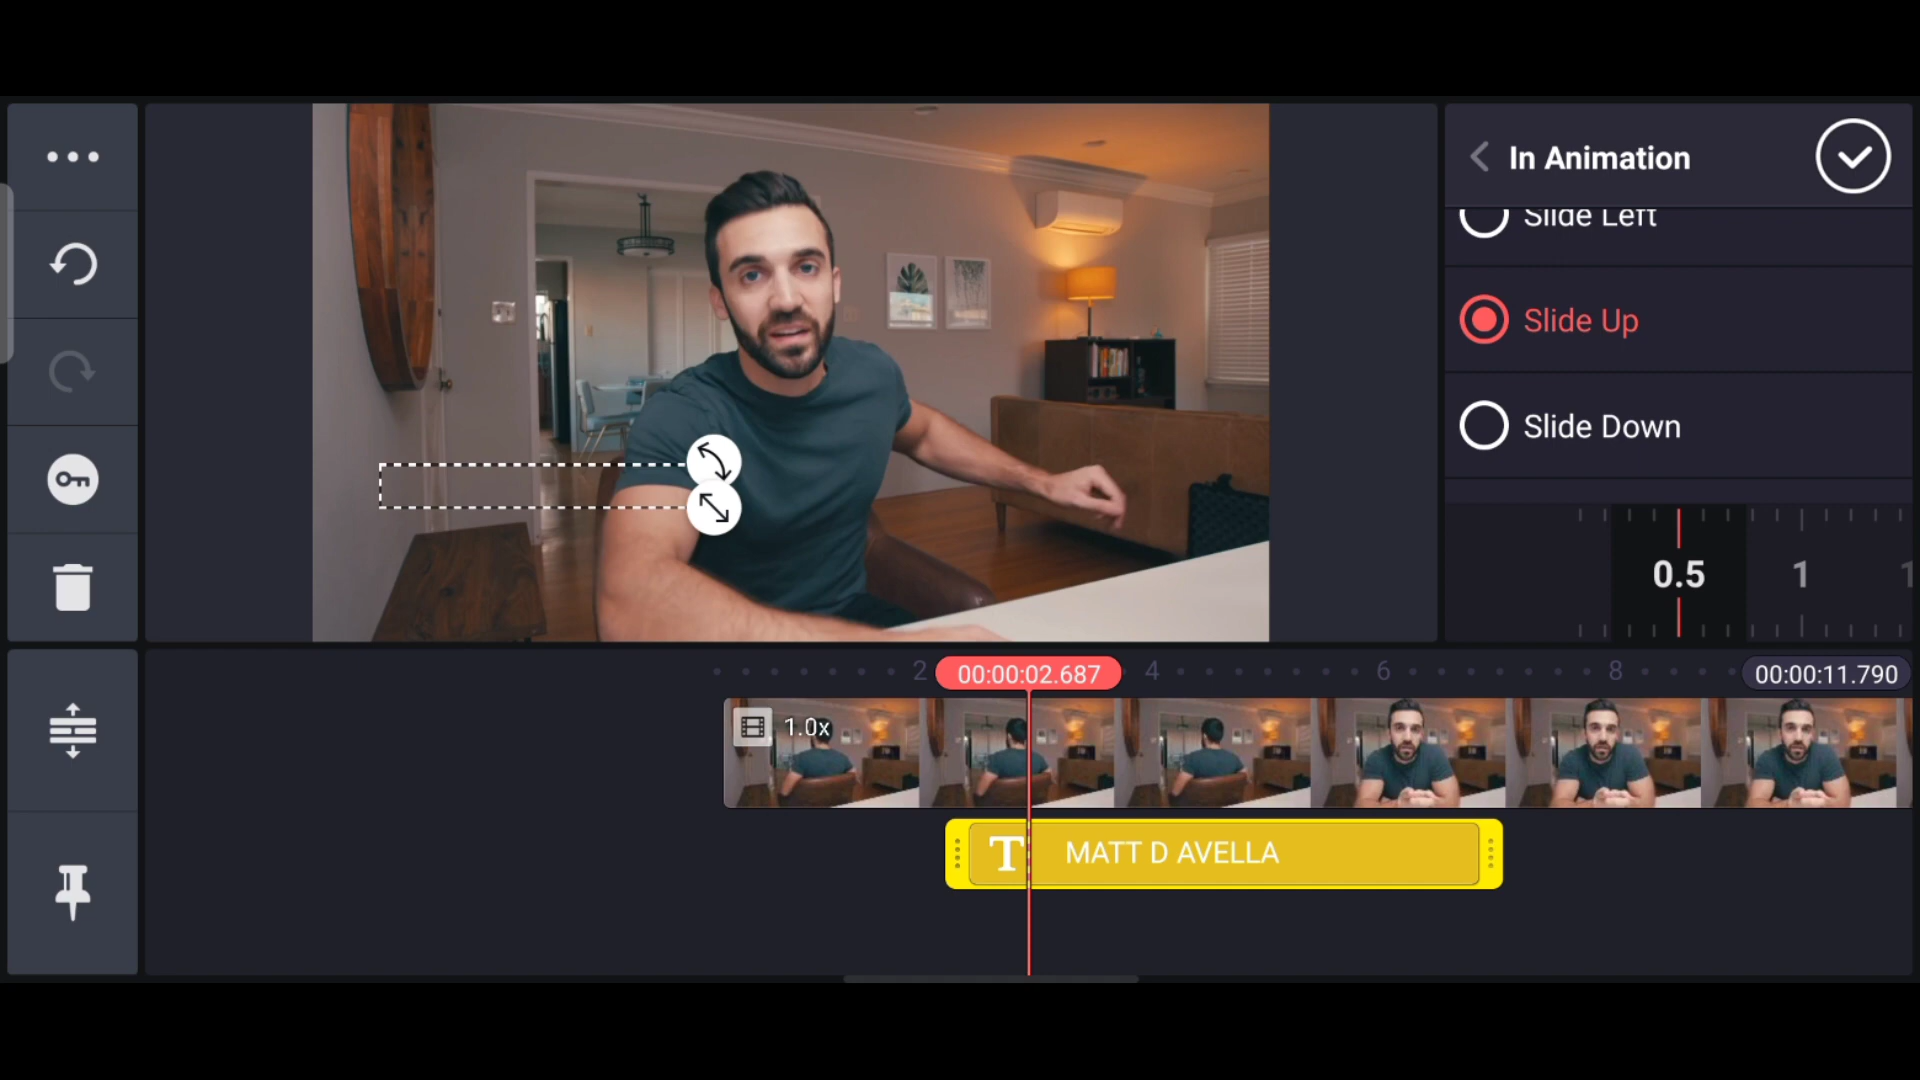 In Animation
Slide Left
Slide Up
Slide Down
0.5 1 1
2 00:00:02.687 4 6 8 00:00:11.790
1.0x
T MATT D AVELLA